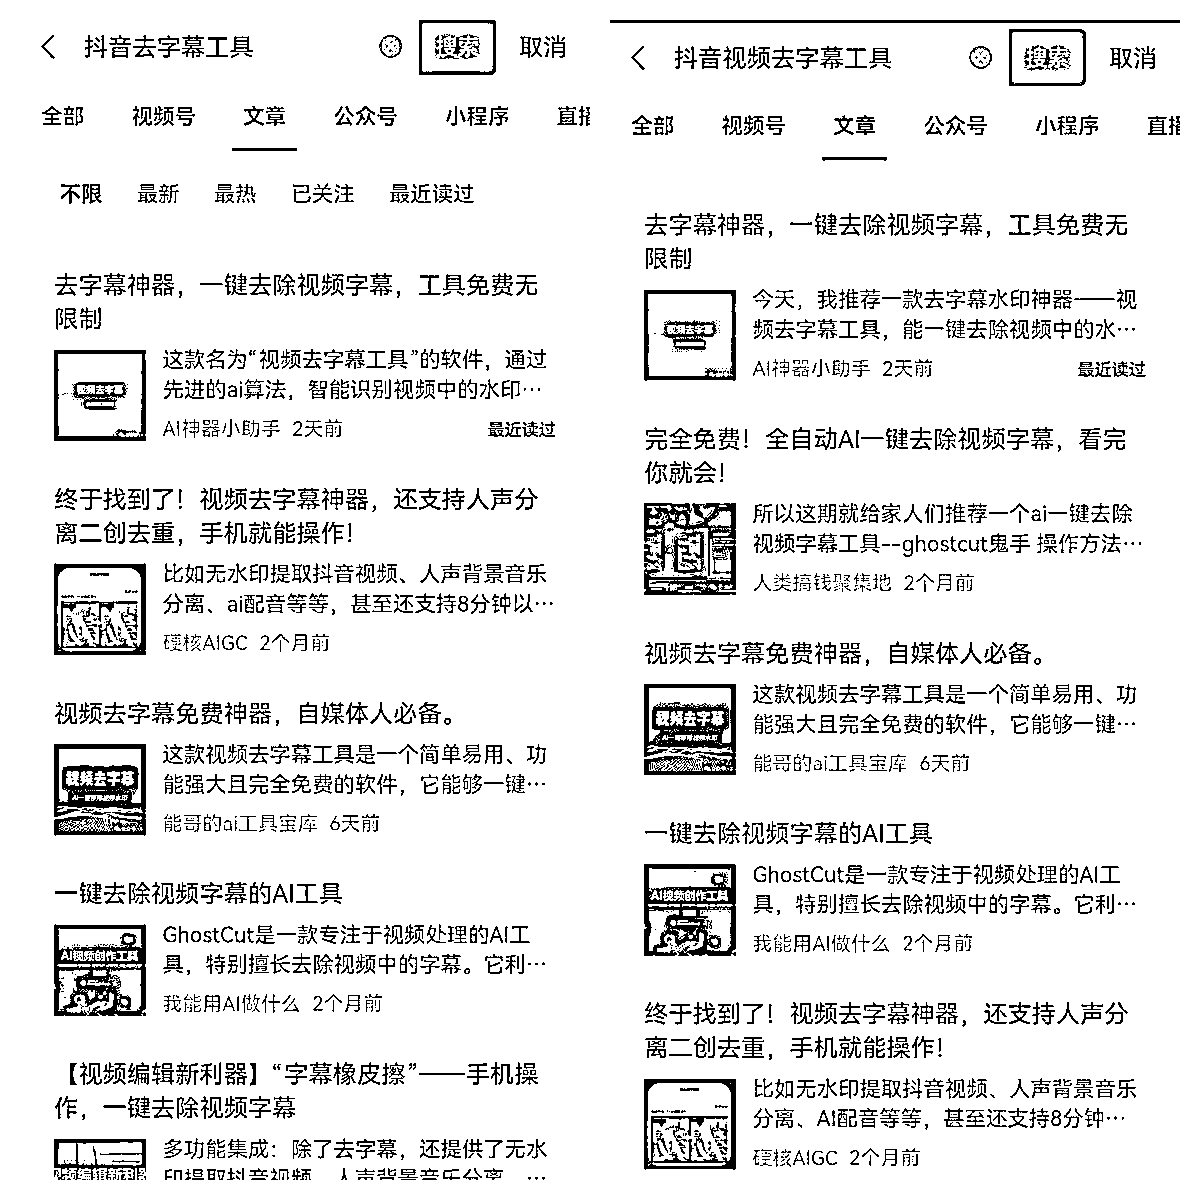 抖音去字幕工具
搜索
取消
全部
视频号
文章
公众号
小程序
直播
不限
最新
最热
已关注
最近读过
去字幕神器，一键去除视频字幕，工具免费无
限制
这款名为“视频去字幕工具”的软件，通过
先进的ai算法，智能识别视频中的水印…
AI神器小助手 2天前
最近读过
终于找到了！视频去字幕神器，还支持人声分
离二创去重，手机就能操作！
比如无水印提取抖音视频、人声背景音乐
分离、ai配音等等，甚至还支持8分钟以…
硬核AIGC 2个月前
视频去字幕免费神器，自媒体人必备。
视频去字幕
这款视频去字幕工具是一个简单易用、功
能强大且完全免费的软件，它能够一键…
能哥的ai工具宝库 6天前
一键去除视频字幕的AI工具
AI视频创作工具
GhostCut是一款专注于视频处理的AI工
具，特别擅长去除视频中的字幕。它利…
我能用AI做什么 2个月前
【视频编辑新利器】“字幕橡皮擦”——手机操
作，一键去除视频字幕
多功能集成：除了去字幕，还提供了无水
印提取抖音视频、人声背景音乐分离、…
抖音视频去字幕工具
搜索
取消
全部
视频号
文章
公众号
小程序
直播
去字幕神器，一键去除视频字幕，工具免费无
限制
今天，我推荐一款去字幕水印神器——视
频去字幕工具，能一键去除视频中的水…
AI神器小助手 2天前
最近读过
完全免费！全自动AI一键去除视频字幕，看完
你就会！
所以这期就给家人们推荐一个ai一键去除
视频字幕工具--ghostcut鬼手 操作方法…
人类搞钱聚集地 2个月前
视频去字幕免费神器，自媒体人必备。
视频去字幕
这款视频去字幕工具是一个简单易用、功
能强大且完全免费的软件，它能够一键…
能哥的ai工具宝库 6天前
一键去除视频字幕的AI工具
AI视频创作工具
GhostCut是一款专注于视频处理的AI工
具，特别擅长去除视频中的字幕。它利…
我能用AI做什么 2个月前
终于找到了！视频去字幕神器，还支持人声分
离二创去重，手机就能操作！
比如无水印提取抖音视频、人声背景音乐
分离、AI配音等等，甚至还支持8分钟…
硬核AIGC 2个月前